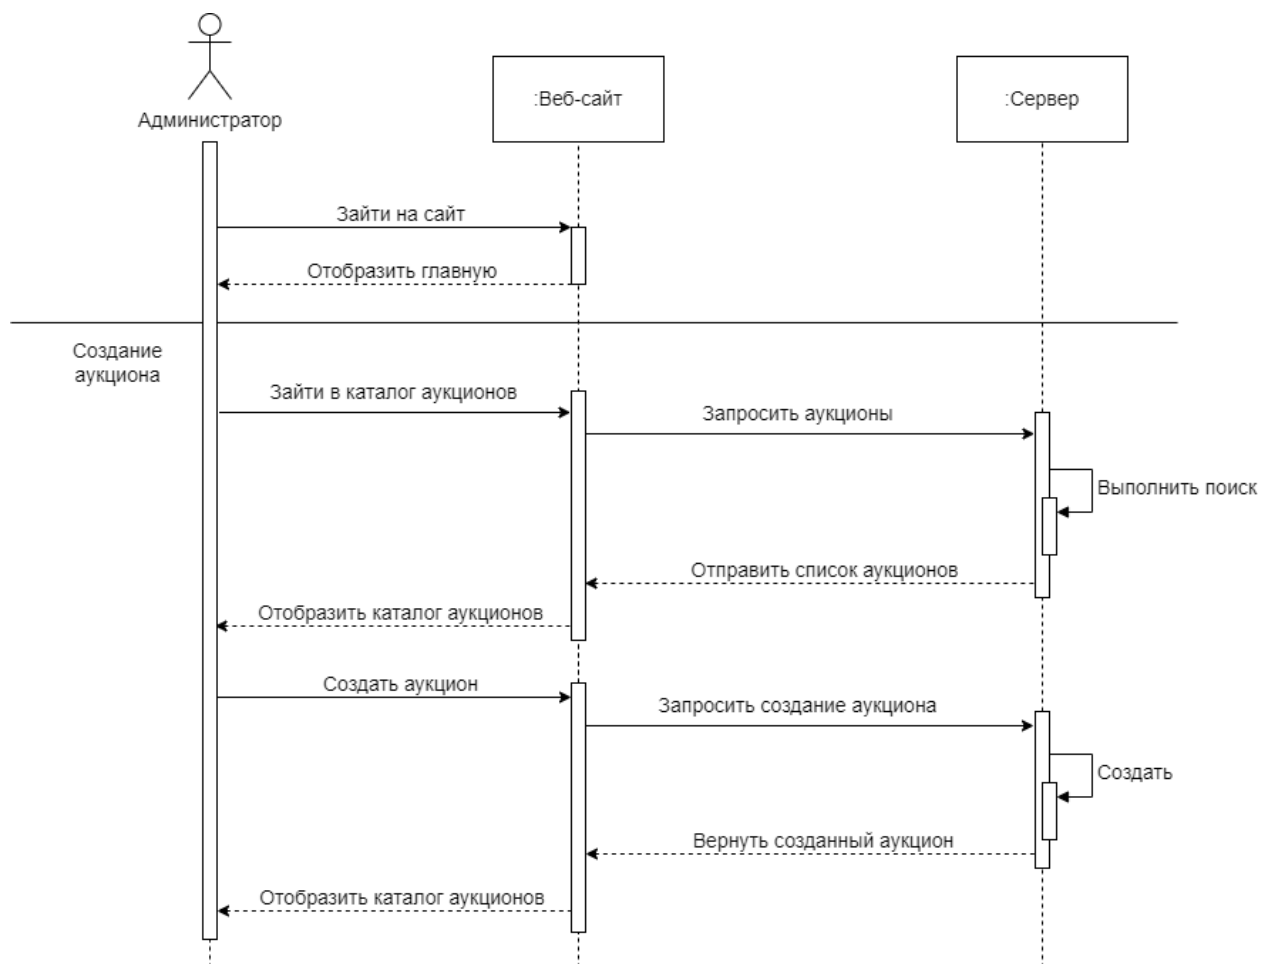 Администратор
:Веб-сайт
:Сервер
Зайти на сайт
Отобразить главную
Создание
аукциона
Зайти в каталог аукционов
Запросить аукционы
Выполнить поиск
Отправить список аукционов
Отобразить каталог аукционов
Создать аукцион
Запросить создание аукциона
Создать
Вернуть созданный аукцион
Отобразить каталог аукционов